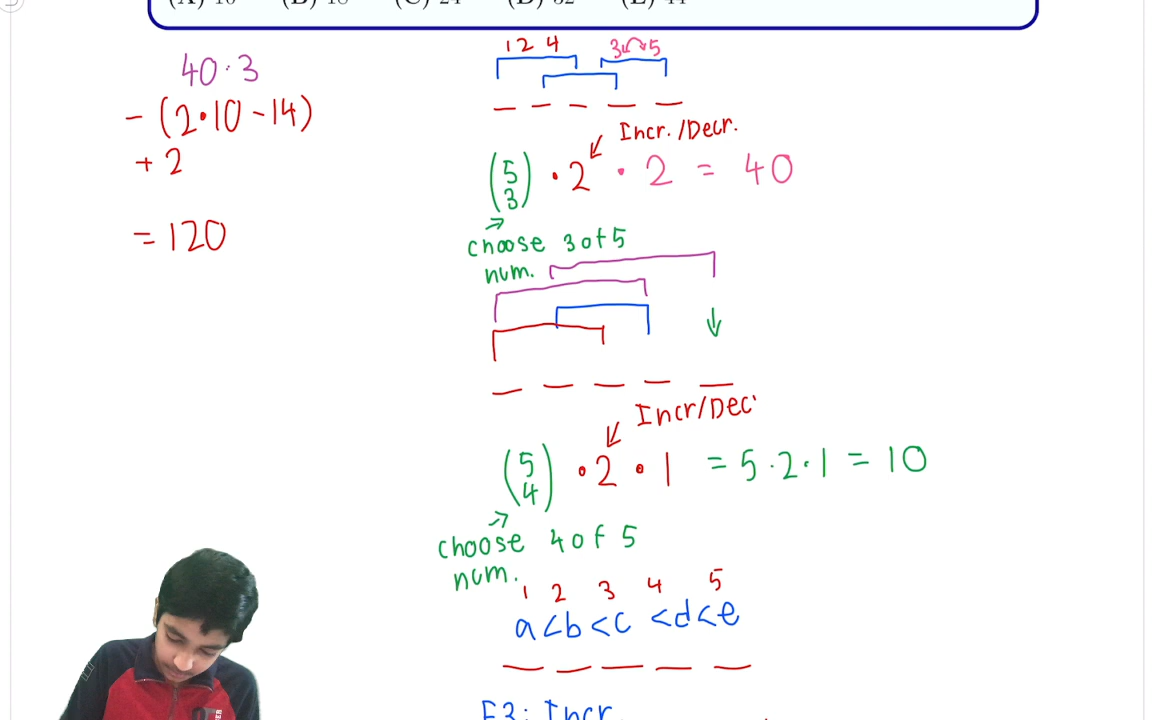 40 · 3
- (2 · 10 - 14)
+ 2
= 120
1 2 4 3 5
Incr./Decr.
(5 3) · 2 · 2 = 40
choose 3 of 5
num.
Incr/Dec
(5 4) · 2 · 1 = 5 · 2 · 1 = 10
choose 4 of 5
num.
1 2 3 4 5
a < b < c < d < e
F3: Incr.